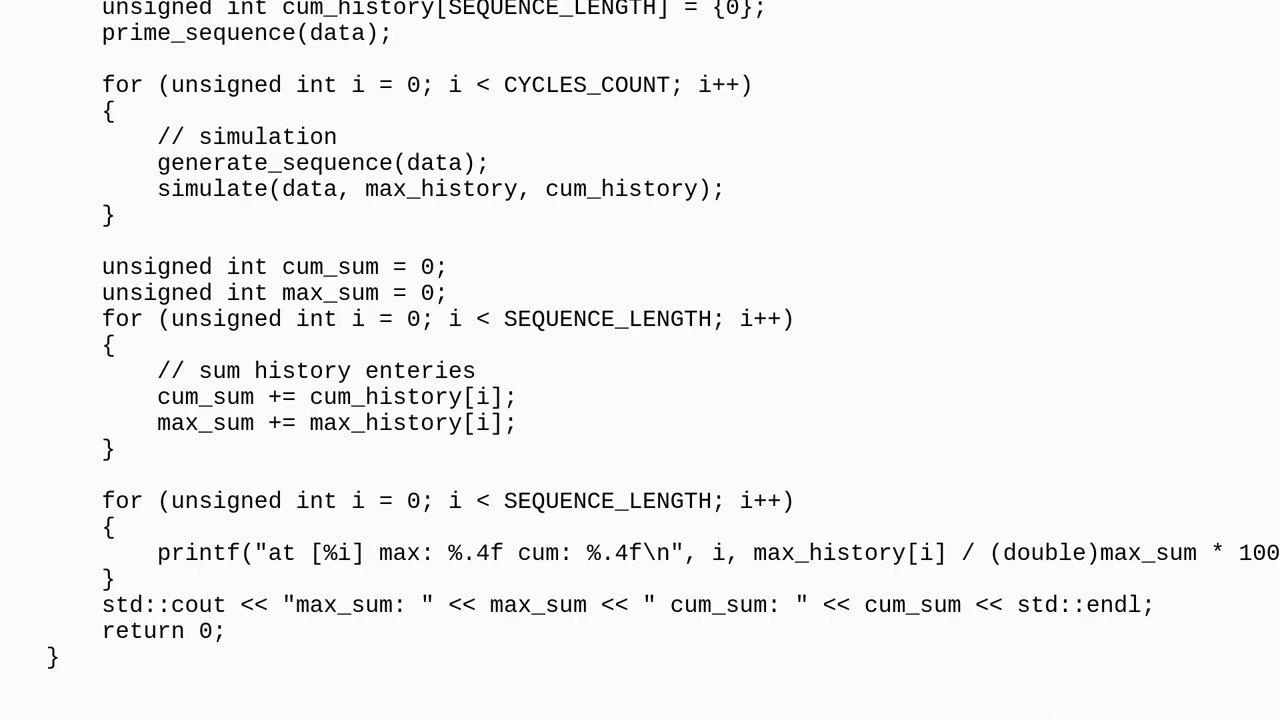 unsigned int cum_history[SEQUENCE_LENGTH] = {0};
prime_sequence(data);
for (unsigned int i = 0; i < CYCLES_COUNT; i++)
{
// simulation
generate_sequence(data);
simulate(data, max_history, cum_history);
}
unsigned int cum_sum = 0;
unsigned int max_sum = 0;
for (unsigned int i = 0; i < SEQUENCE_LENGTH; i++)
{
// sum history enteries
cum_sum += cum_history[i];
max_sum += max_history[i];
}
for (unsigned int i = 0; i < SEQUENCE_LENGTH; i++)
{
printf("at [%i] max: %.4f cum: %.4f\n", i, max_history[i] / (double)max_sum * 100
}
std::cout << "max_sum: " << max_sum << " cum_sum: " << cum_sum << std::endl;
return 0;
}